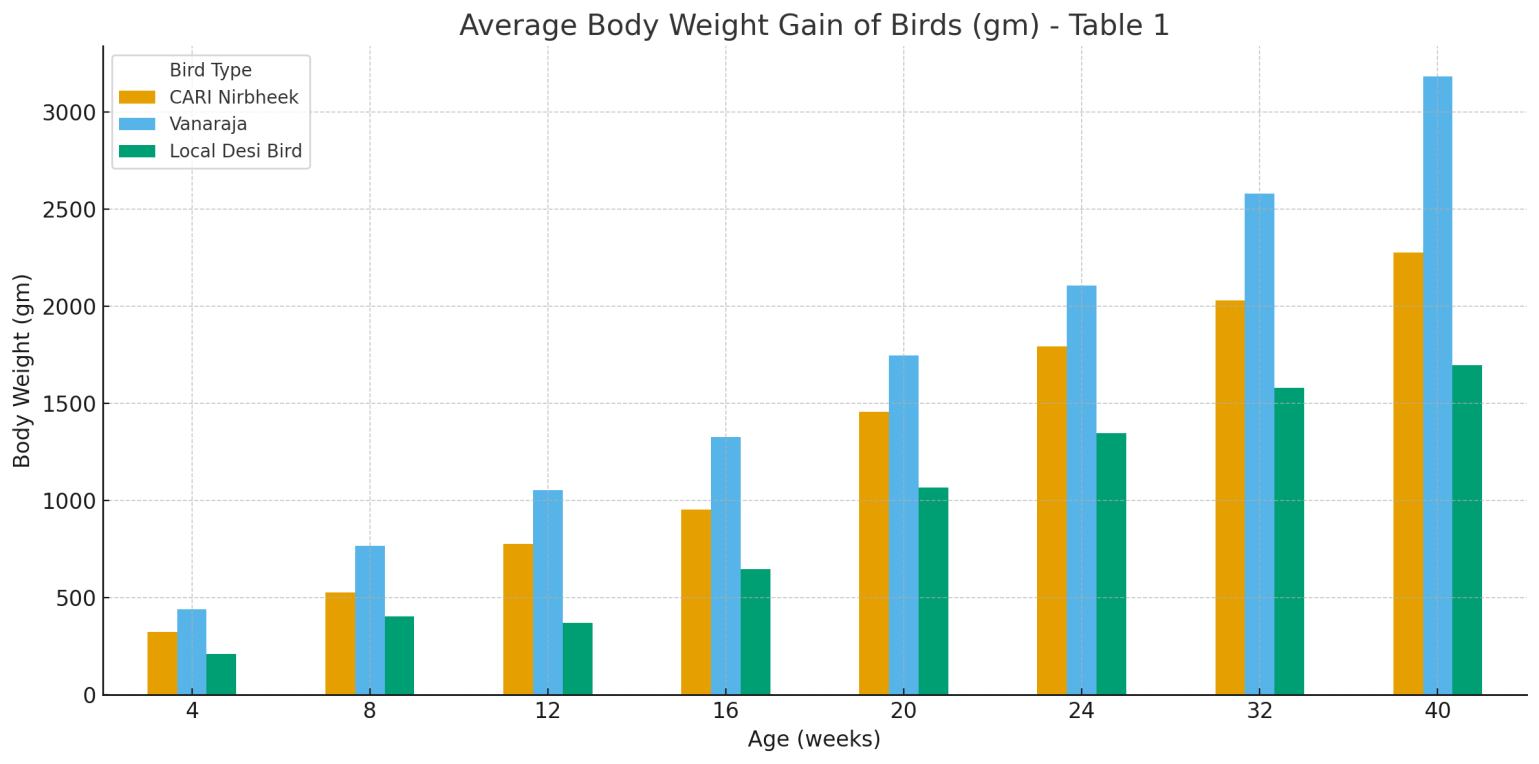 Average Body Weight Gain of Birds (gm) - Table 1
Bird Type
CARI Nirbheek
Vanaraja
Local Desi Bird
Body Weight (gm)
3000
2500
2000
1500
1000
500
0
4 8 12 16 20 24 32 40
Age (weeks)